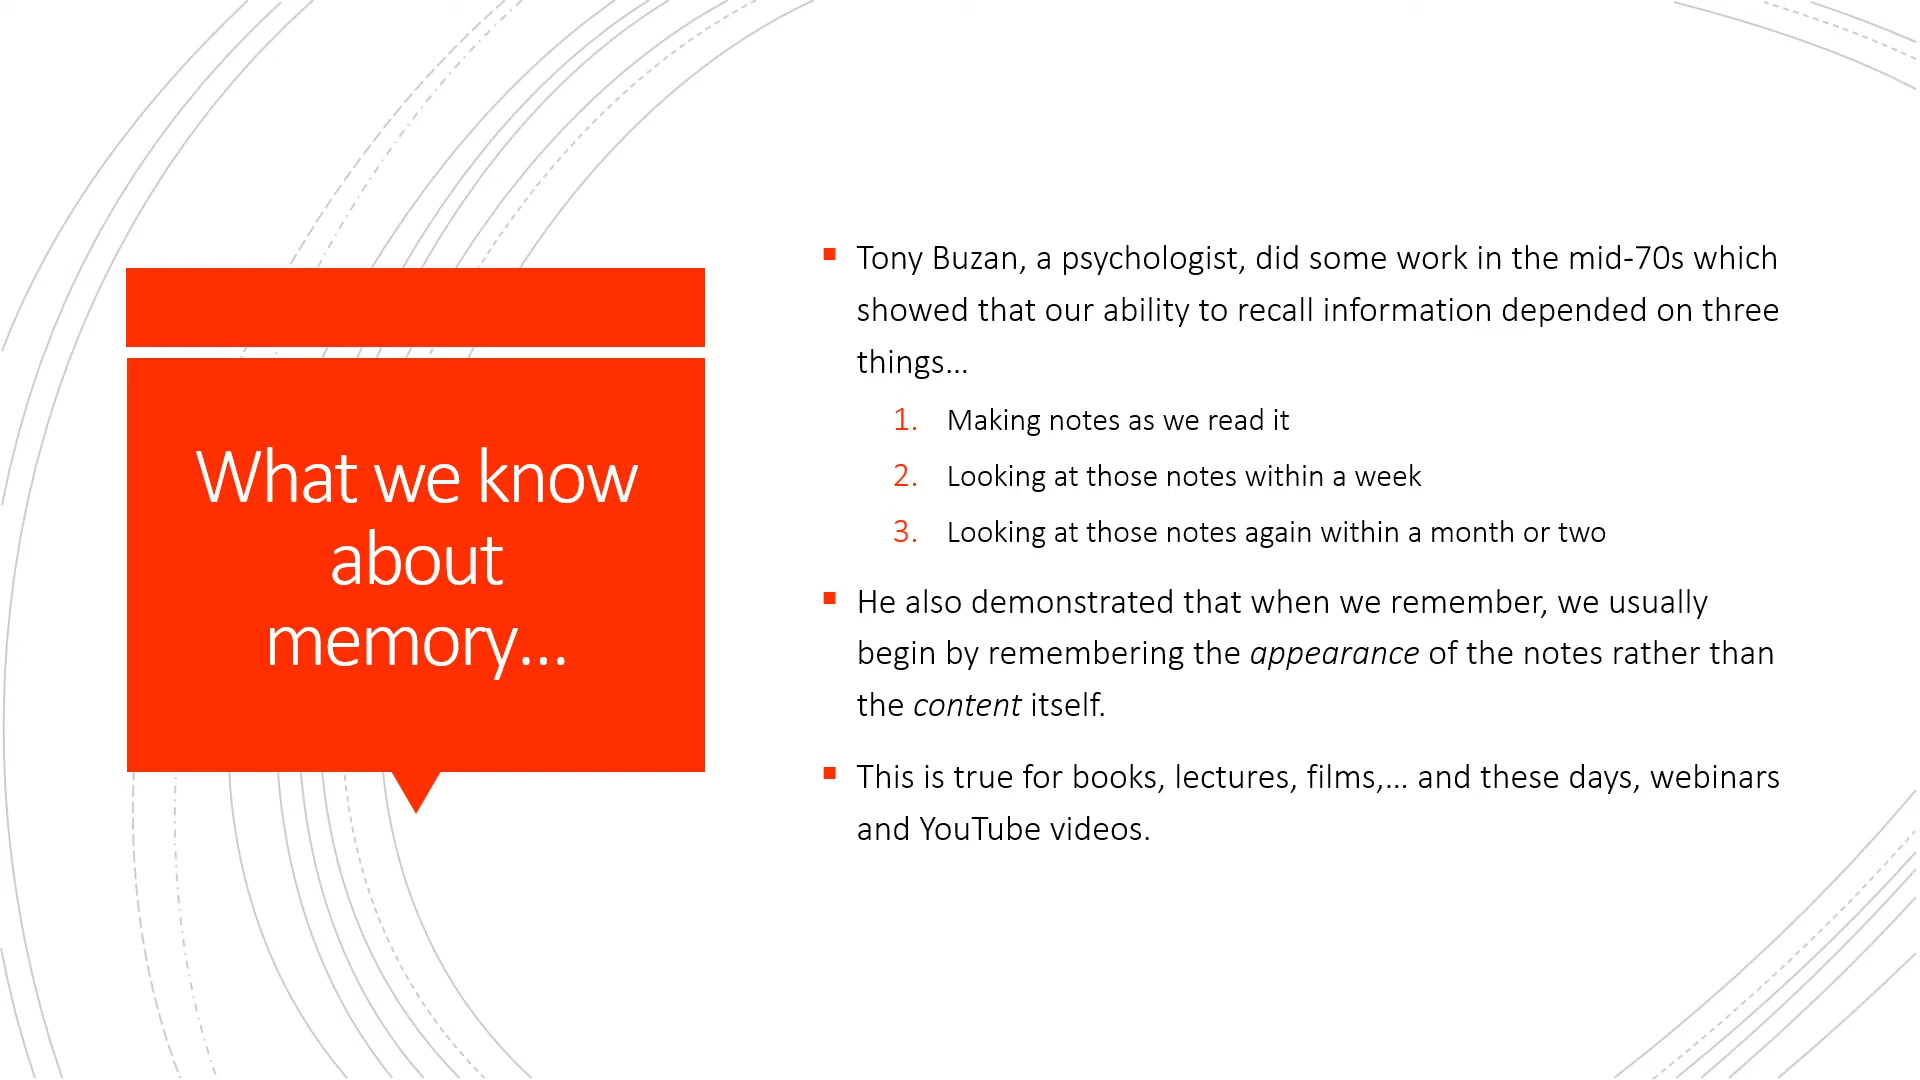 What we know
about
memory...
Tony Buzan, a psychologist, did some work in the mid-70s which
showed that our ability to recall information depended on three
things...
1. Making notes as we read it
2. Looking at those notes within a week
3. Looking at those notes again within a month or two
He also demonstrated that when we remember, we usually
begin by remembering the appearance of the notes rather than
the content itself.
This is true for books, lectures, films,... and these days, webinars
and YouTube videos.